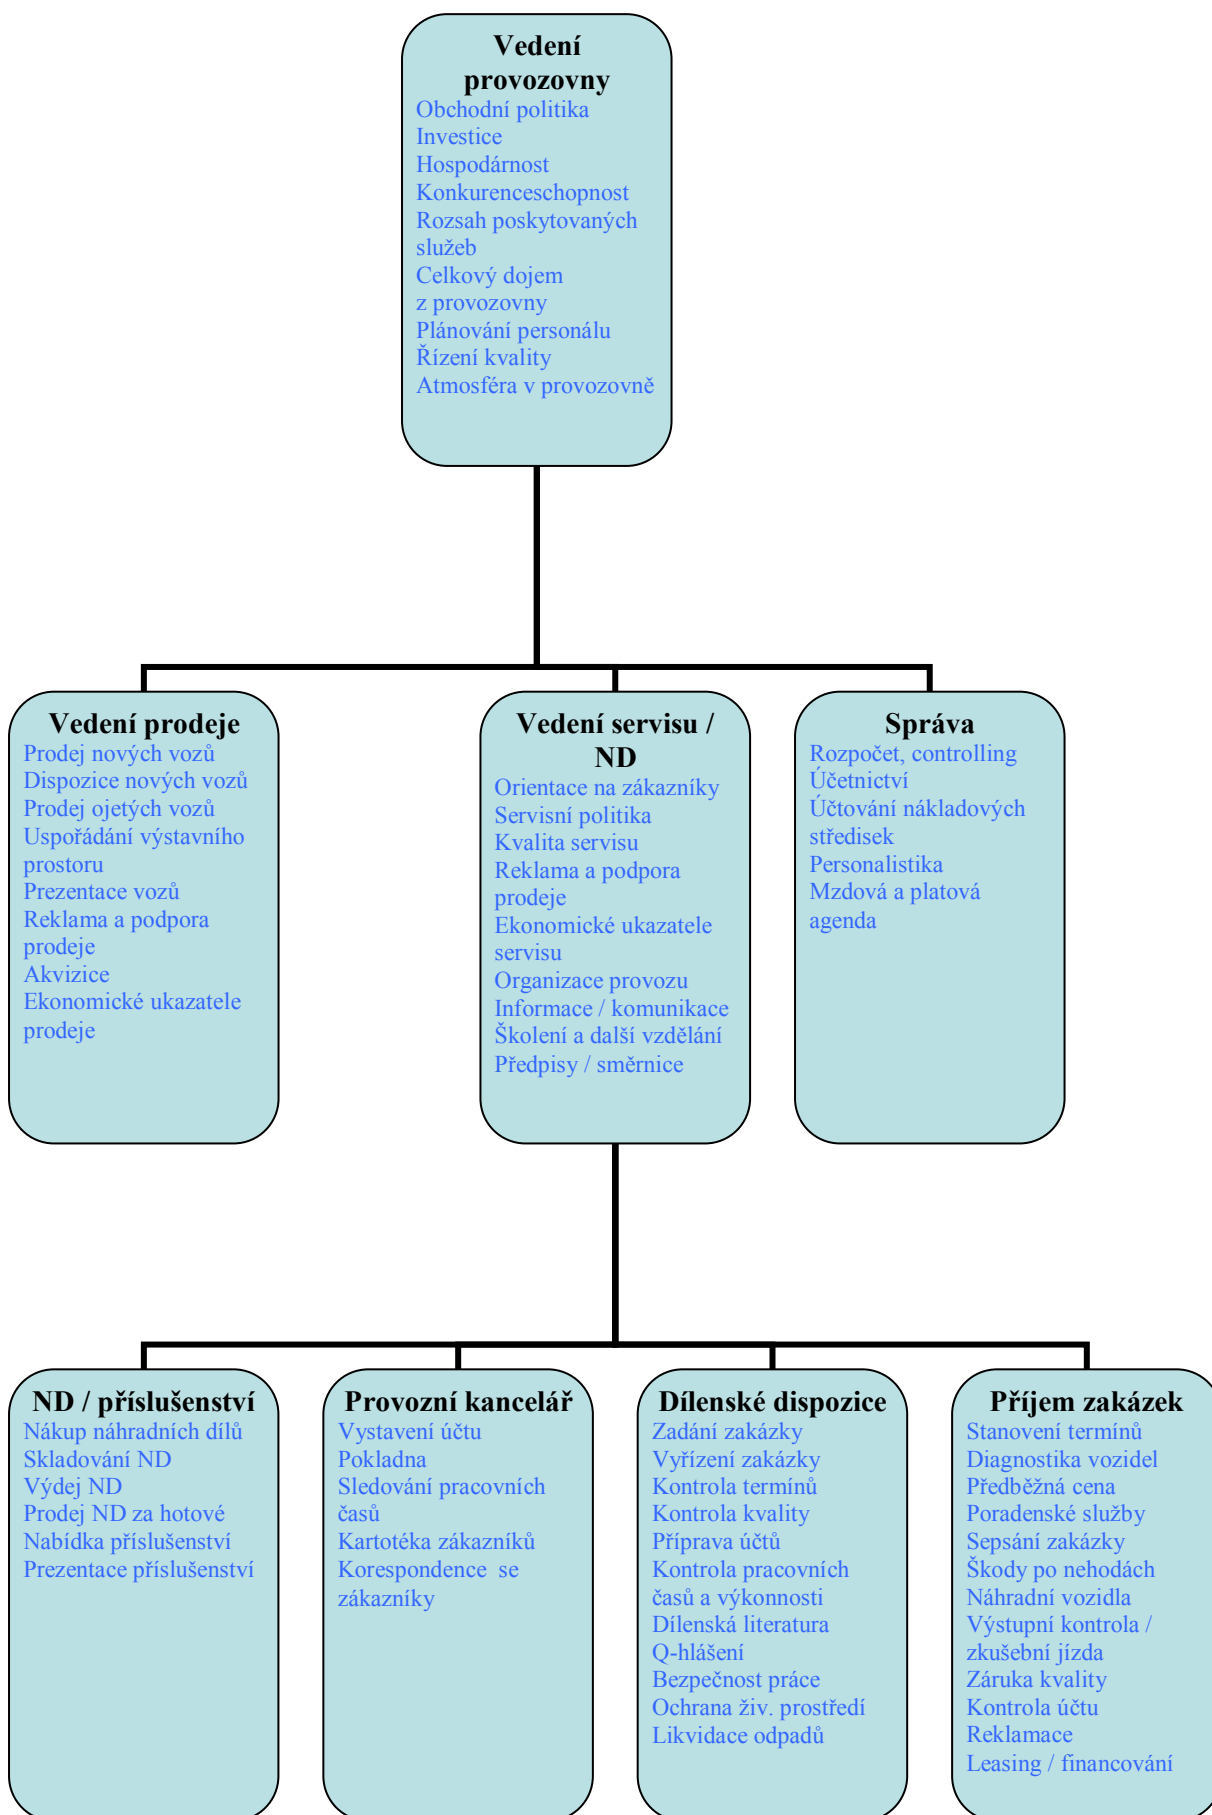 Vedení
provozovny
Obchodní politika
Investice
Hospodárnost
Konkurenceschopnost
Rozsah poskytovaných
služeb
Celkový dojem
z provozovny
Plánování personálu
Řízení kvality
Atmosféra v provozovně
Vedení prodeje
Prodej nových vozů
Dispozice nových vozů
Prodej ojetých vozů
Uspořádání výstavního
prostoru
Prezentace vozů
Reklama a podpora
prodeje
Akvizice
Ekonomické ukazatele
prodeje
Vedení servisu /
ND
Orientace na zákazníky
Servisní politika
Kvalita servisu
Reklama a podpora
prodeje
Ekonomické ukazatele
servisu
Organizace provozu
Informace / komunikace
Školení a další vzdělání
Předpisy / směrnice
Správa
Rozpočet, controlling
Účetnictví
Účtování nákladových
středisek
Personalistika
Mzdová a platová
agenda
ND / příslušenství
Nákup náhradních dílů
Skladování ND
Výdej ND
Prodej ND za hotové
Nabídka příslušenství
Prezentace příslušenství
Provozní kancelář
Vystavení účtu
Pokladna
Sledování pracovních
časů
Kartotéka zákazníků
Korespondence se
zákazníky
Dílenské dispozice
Zadání zakázky
Vyřízení zakázky
Kontrola termínů
Kontrola kvality
Příprava účtů
Kontrola pracovních
časů a výkonnosti
Dílenská literatura
Q-hlášení
Bezpečnost práce
Ochrana živ. prostředí
Likvidace odpadů
Příjem zakázek
Stanovení termínů
Diagnostika vozidel
Předběžná cena
Poradenské služby
Sepsání zakázky
Škody po nehodách
Náhradní vozidla
Výstupní kontrola /
zkušební jízda
Záruka kvality
Kontrola účtu
Reklamace
Leasing / financování